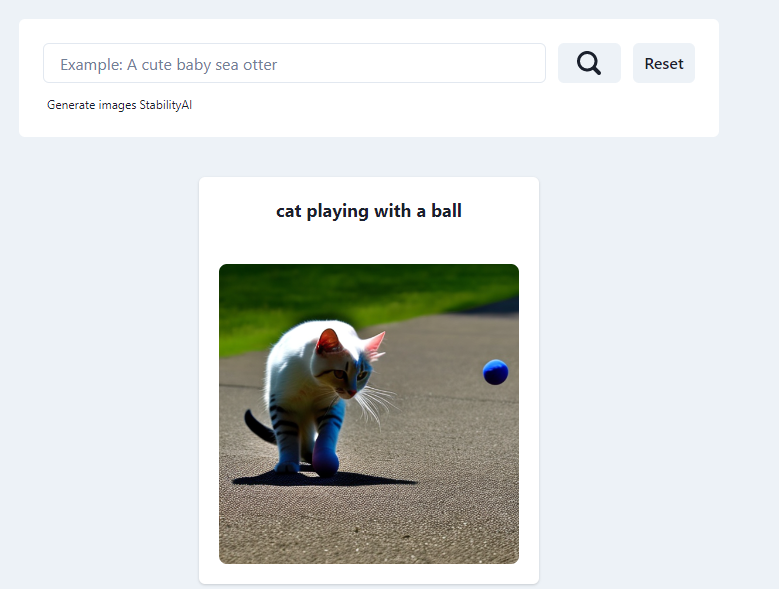 Example: A cute baby sea otter
Reset
Generate images StabilityAI
cat playing with a ball